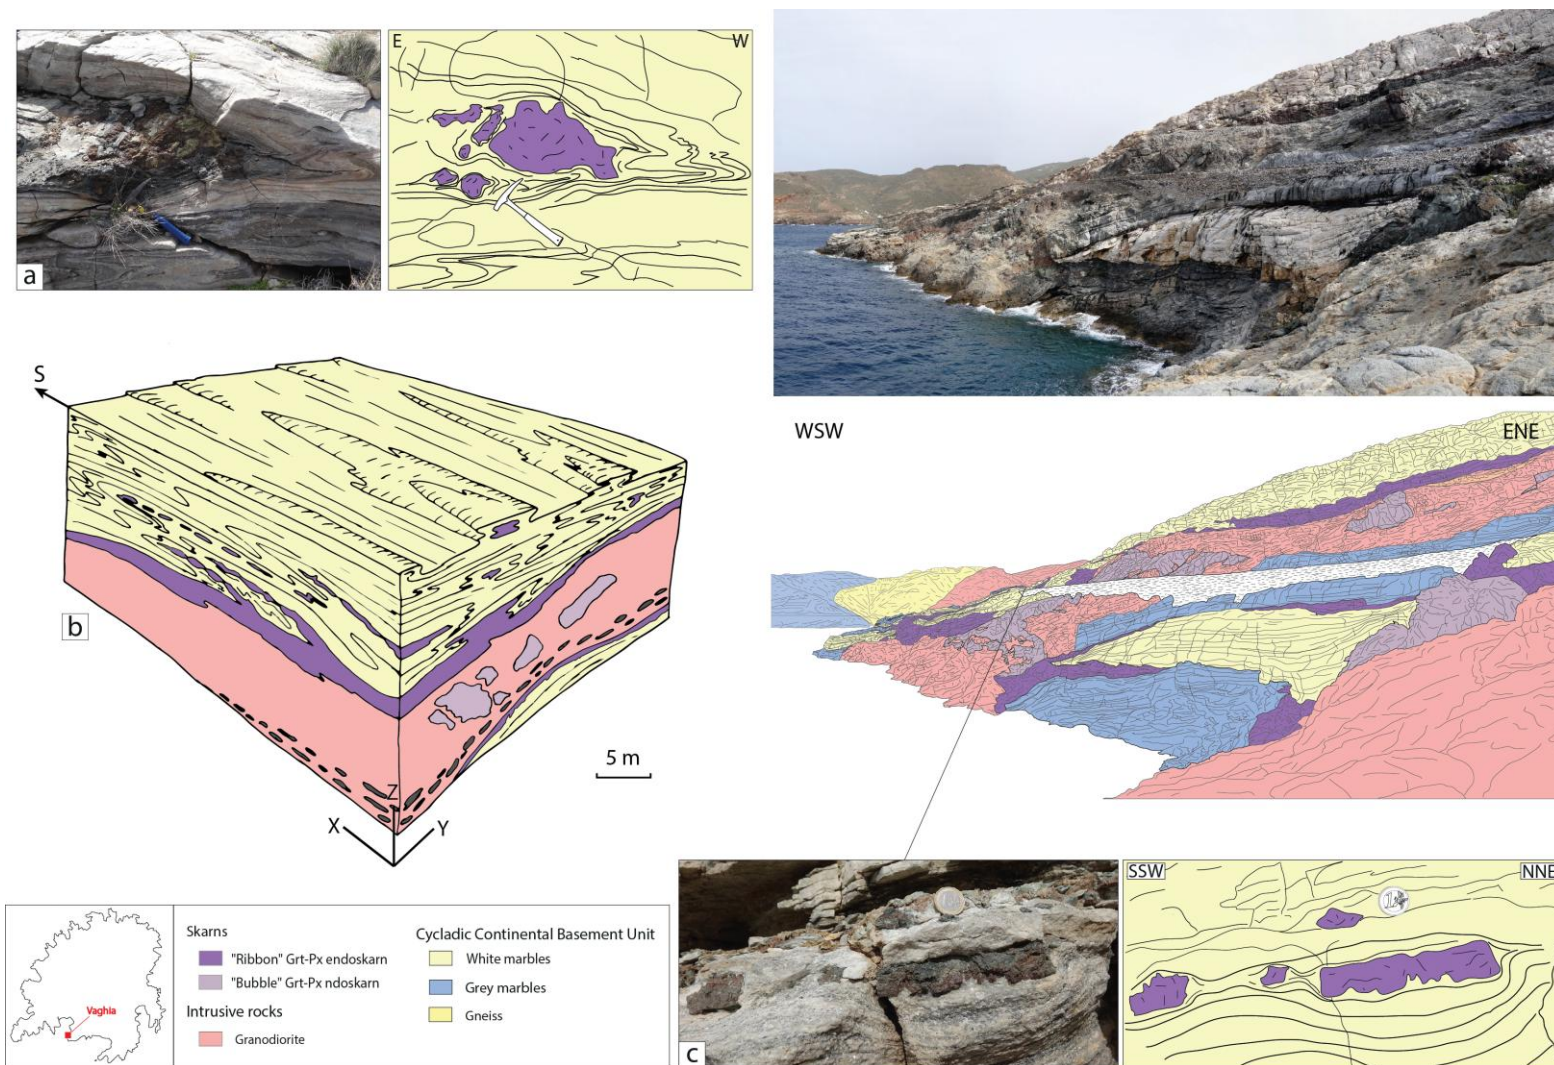 E
W
a
S
b
5 m
Z
X
Y
WSW
ENE
Vaghia
Skarns
"Ribbon" Grt-Px endoskarn
"Bubble" Grt-Px ndoskarn
Intrusive rocks
Granodiorite
Cycladic Continental Basement Unit
White marbles
Grey marbles
Gneiss
c
SSW
NNE